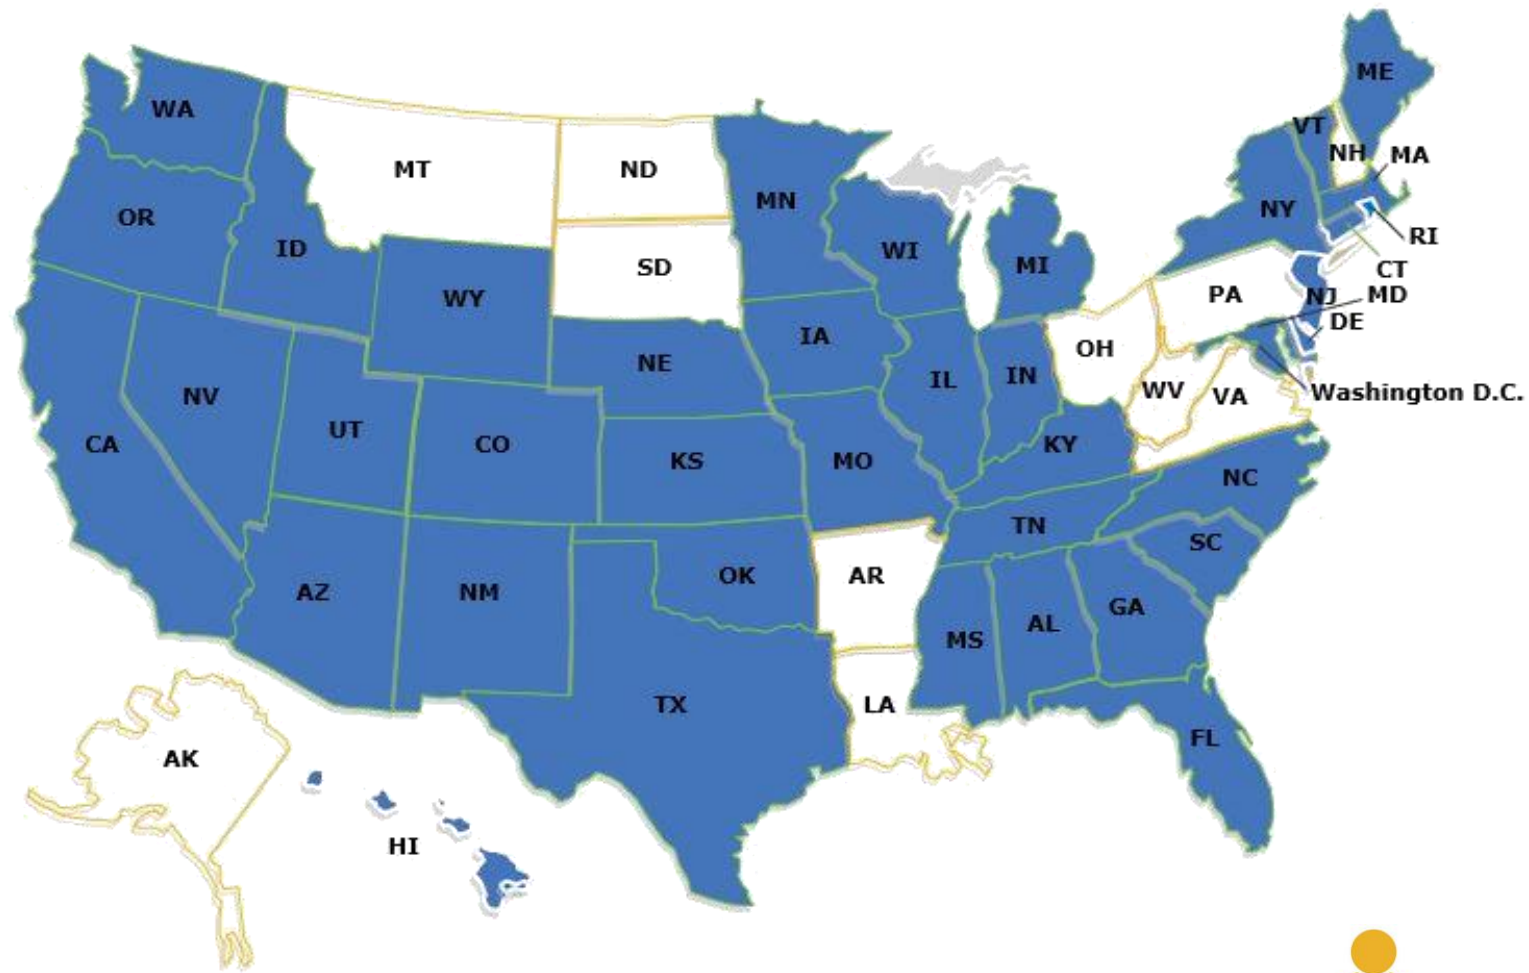 ME
WA
VT
NH
MA
MT
ND
MN
OR
NY
RI
ID
WI
MI
SD
CT
WY
PA
NJ
MD
DE
IA
OH
NE
IL
IN
WV
VA
Washington D.C.
NV
UT
CO
CA
KS
MO
KY
NC
TN
SC
AZ
NM
OK
AR
GA
MS
AL
TX
LA
FL
AK
HI